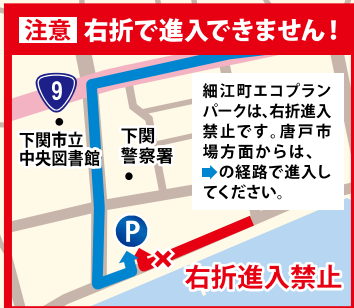 注意 右折で進入できません！
9
下関市立
中央図書館
下関
警察署
細江町エコプラン
パークは、右折進入
禁止です。唐戸市
場方面からは、
➡の経路で進入し
てください。
P
右折進入禁止